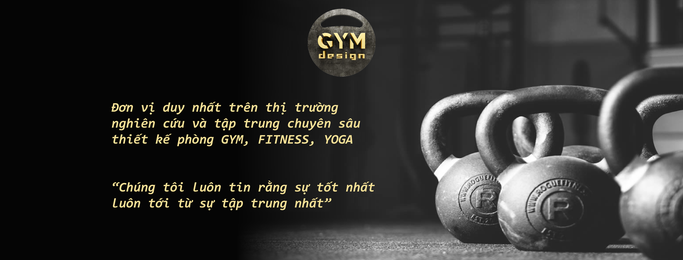 GYM
design
Đơn vị duy nhất trên thị trường
nghiên cứu và tập trung chuyên sâu
thiết kế phòng GYM, FITNESS, YOGA
“Chúng tôi luôn tin rằng sự tốt nhất
luôn tới từ sự tập trung nhất”
R
R